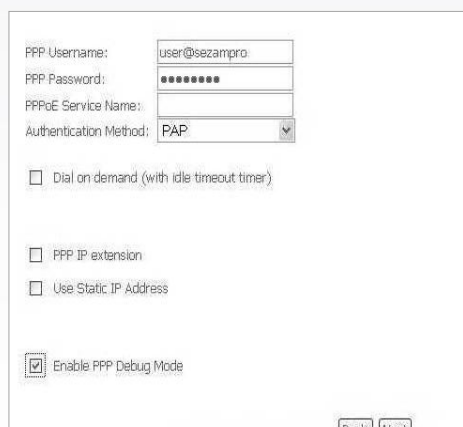 PPP Username: user@sezampro
PPP Password: ●●●●●●●●
PPPoE Service Name:
Authentication Method: PAP
Dial on demand (with idle timeout timer)
PPP IP extension
Use Static IP Address
Enable PPP Debug Mode